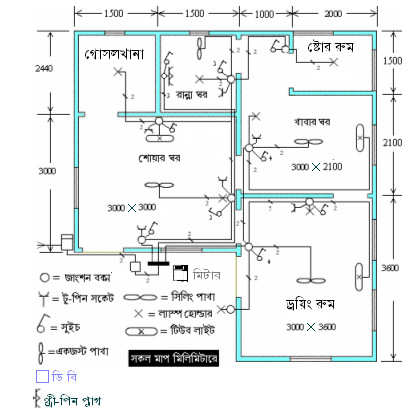 1500 1500 1000 2000
গোসলখানা
রান্না ঘর
ষ্টোর রুম
2440
1500
খাবার ঘর
3000 × 2100
2100
শোয়ার ঘর
3000 × 3000
3000
3600
ড্রয়িং রুম
3000 × 3600
মিটার
= জাংশন বক্স
= টু-পিন সকেট
= সুইচ
=একজস্ট পাখা
ডি বি
থ্রী-পিন প্লাগ
= সিলিং পাখা
= ল্যাম্প হোল্ডার
= টিউব লাইট
সকল মাপ মিলিমিটারে